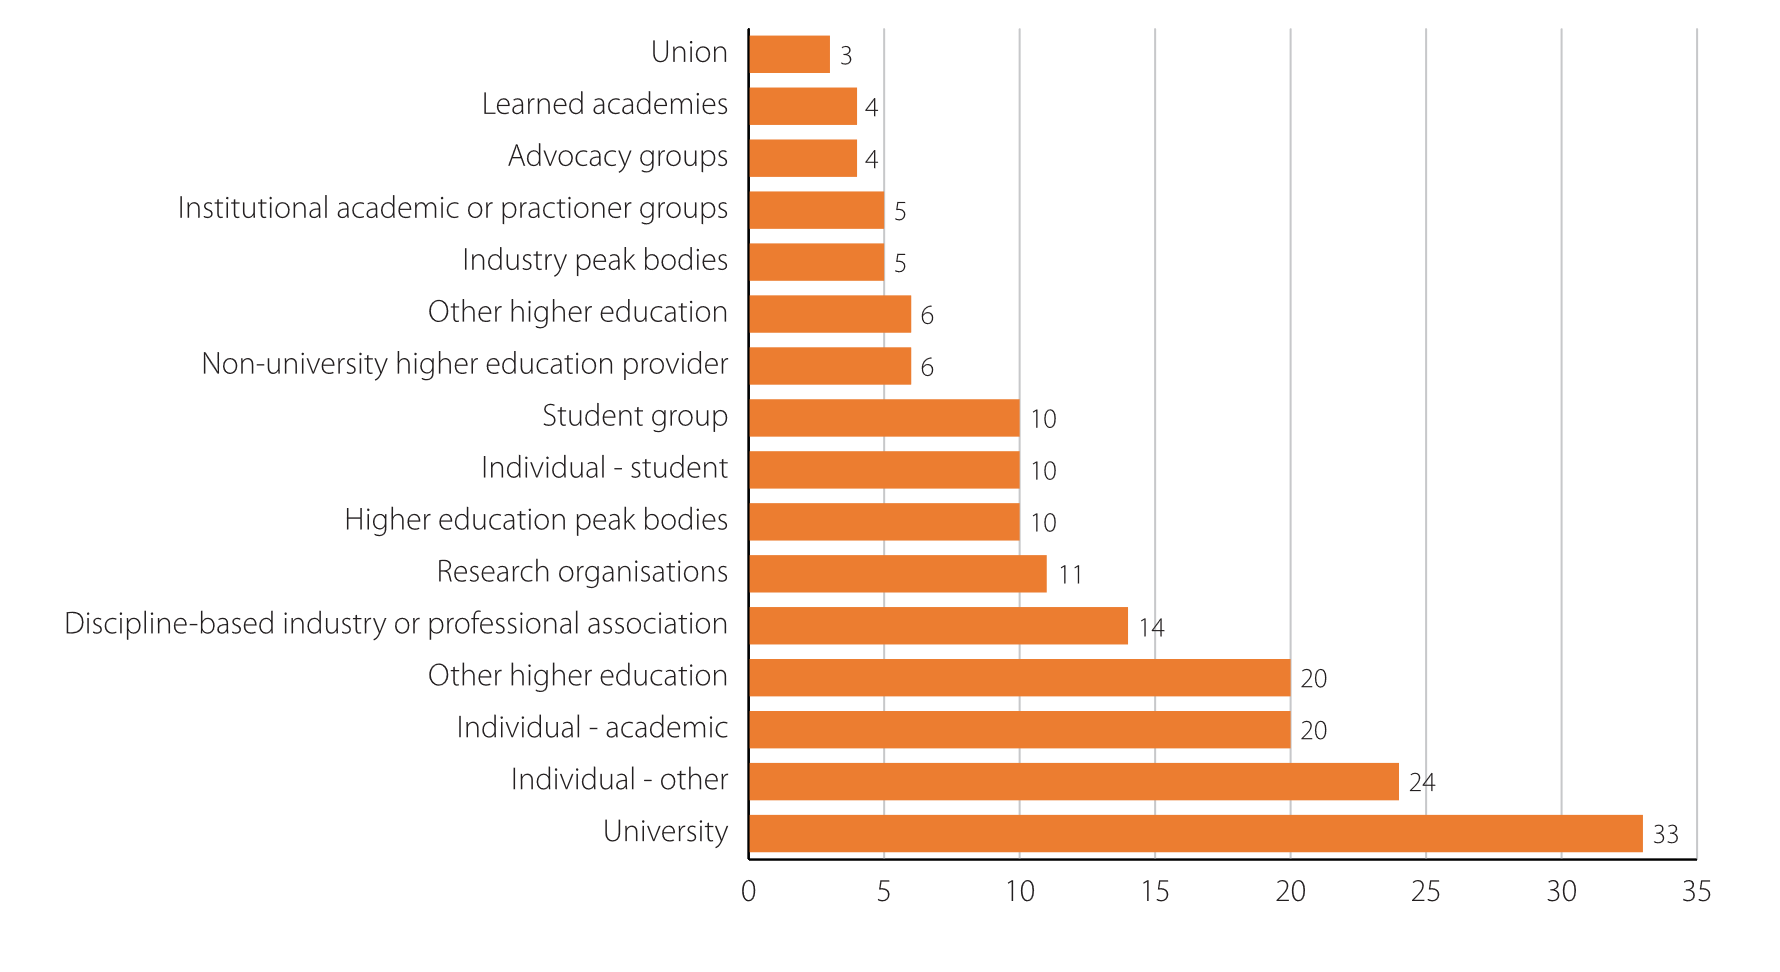 Union 3
Learned academies 4
Advocacy groups 4
Institutional academic or practioner groups 5
Industry peak bodies 5
Other higher education 6
Non-university higher education provider 6
Student group 10
Individual - student 10
Higher education peak bodies 10
Research organisations 11
Discipline-based industry or professional association 14
Other higher education 20
Individual - academic 20
Individual - other 24
University 33
0 5 10 15 20 25 30 35